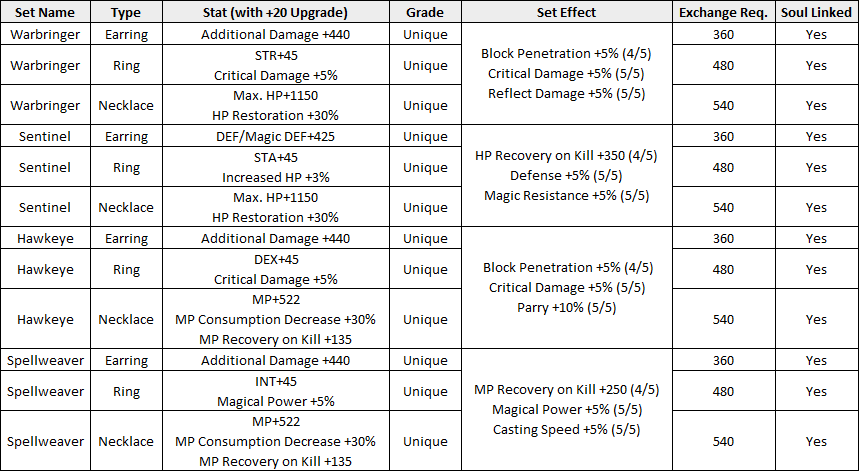 Set Name Type Stat (with +20 Upgrade) Grade Set Effect Exchange Req. Soul Linked
Warbringer Earring Additional Damage +440 Unique 360 Yes
Block Penetration +5% (4/5)
Critical Damage +5% (5/5)
Reflect Damage +5% (5/5)
Warbringer Ring STR+45 Unique 480 Yes
Critical Damage +5%
Warbringer Necklace Max. HP+1150 Unique 540 Yes
HP Restoration +30%
Sentinel Earring DEF/Magic DEF+425 Unique 360 Yes
HP Recovery on Kill +350 (4/5)
Defense +5% (5/5)
Magic Resistance +5% (5/5)
Sentinel Ring STA+45 Unique 480 Yes
Increased HP +3%
Sentinel Necklace Max. HP+1150 Unique 540 Yes
HP Restoration +30%
Hawkeye Earring Additional Damage +440 Unique 360 Yes
Block Penetration +5% (4/5)
Critical Damage +5% (5/5)
Parry +10% (5/5)
Hawkeye Ring DEX+45 Unique 480 Yes
Critical Damage +5%
Hawkeye Necklace MP+522 Unique 540 Yes
MP Consumption Decrease +30%
MP Recovery on Kill +135
Spellweaver Earring Additional Damage +440 Unique 360 Yes
MP Recovery on Kill +250 (4/5)
Magical Power +5% (5/5)
Casting Speed +5% (5/5)
Spellweaver Ring INT+45 Unique 480 Yes
Magical Power +5%
Spellweaver Necklace MP+522 Unique 540 Yes
MP Consumption Decrease +30%
MP Recovery on Kill +135